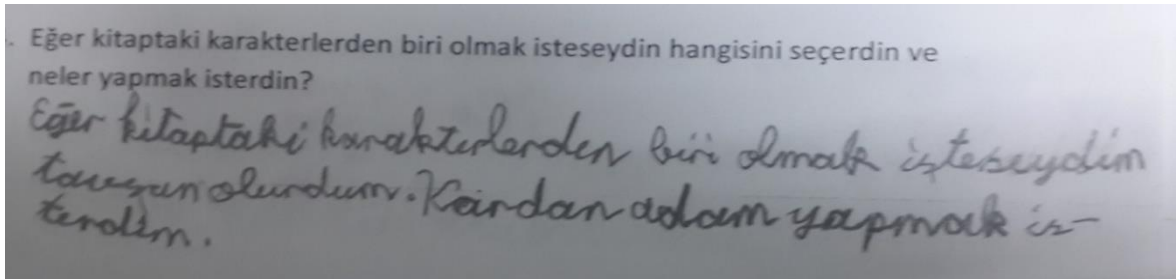 . Eğer kitaptaki karakterlerden biri olmak isteseydin hangisini seçerdin ve
neler yapmak isterdin?
Eğer kitaptaki karakterlerden biri olmak işteseydim
tavşan olurdum. Kardan adam yapmak is-
terdim.